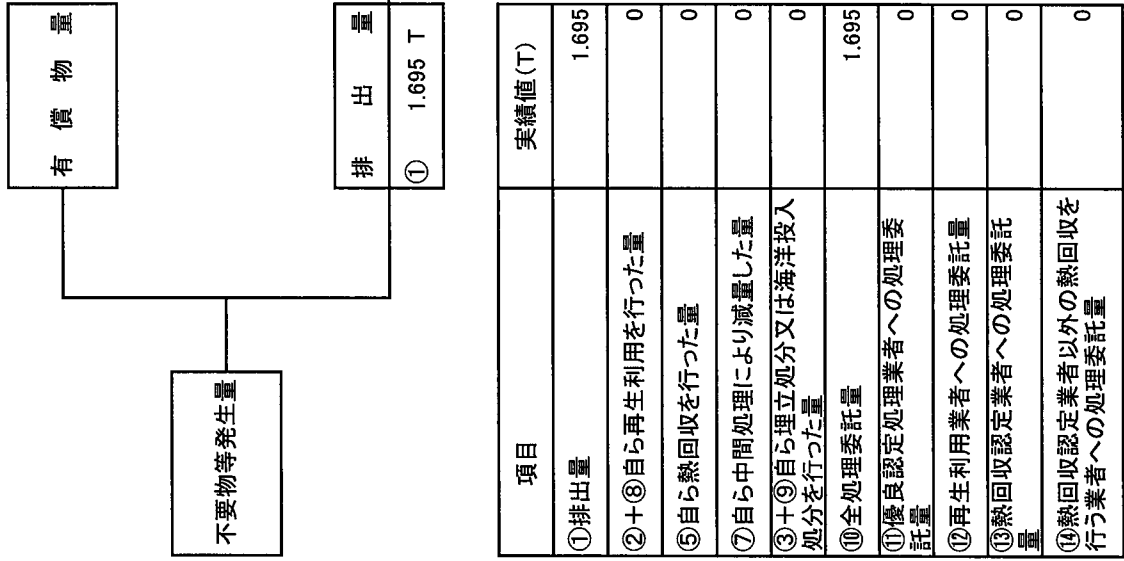 有償物量
不要物等発生量
排出量
① 1.695 T
項目 実績値(T)
①排出量 1.695
②+⑧自ら再生利用を行った量 0
⑤自ら熱回収を行った量 0
⑦自ら中間処理により減量した量 0
③+⑨自ら埋立処分又は海洋投入
処分を行った量 0
⑩全処理委託量 1.695
⑪優良認定処理業者への処理委
託量 0
⑫再生利用業者への処理委託量 0
⑬熱回収認定業者への処理委託
量 0
⑭熱回収認定業者以外の熱回収を
行う業者への処理委託量 0